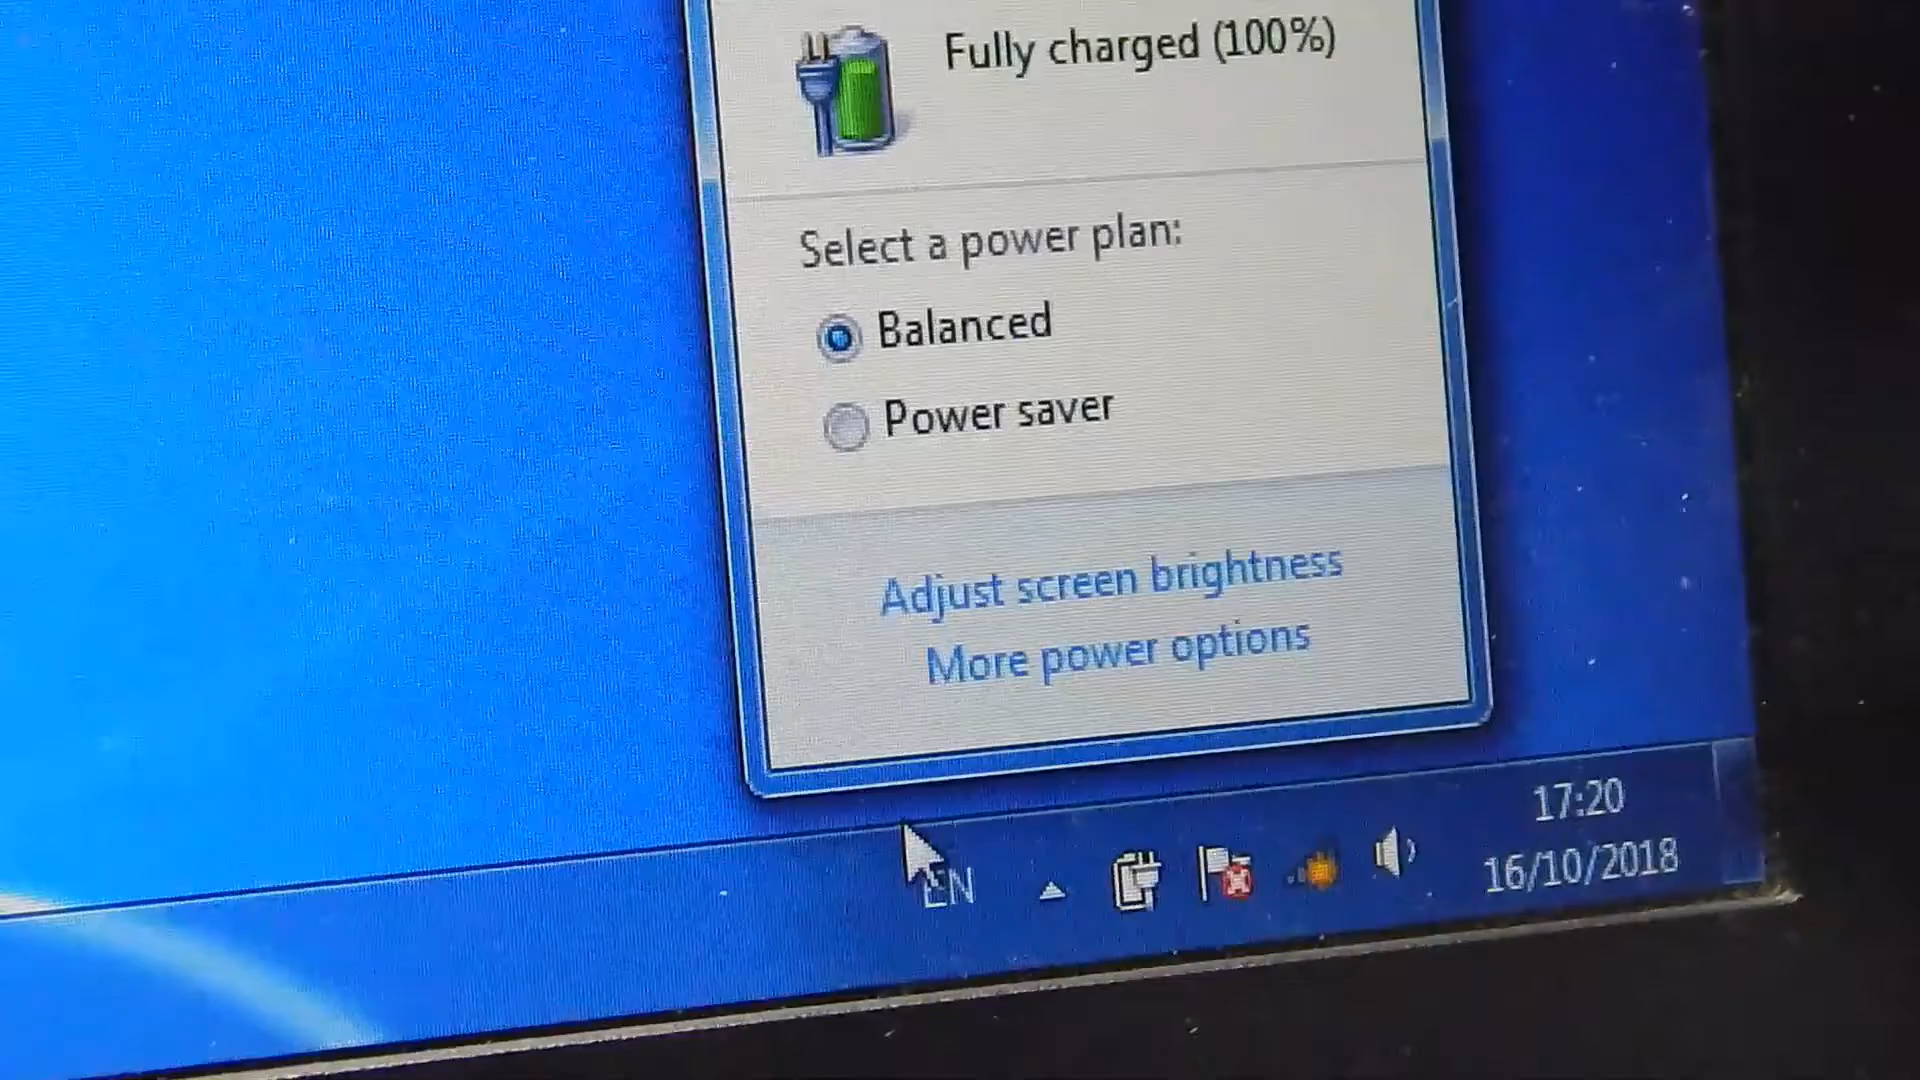 Fully charged (100%)
Select a power plan:
Balanced
Power saver
Adjust screen brightness
More power options
EN
17:20
16/10/2018